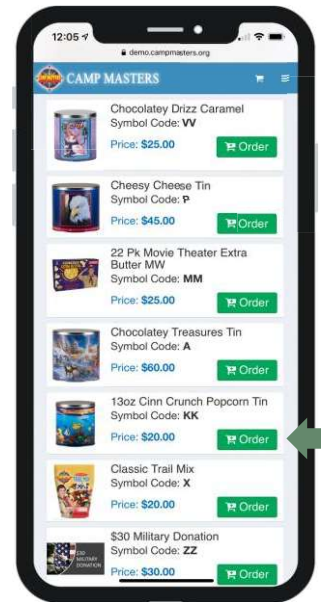 12:05
demo.campmasters.org
CAMP MASTERS
Chocolatey Drizz Caramel
Symbol Code: VV
Price: $25.00
Order
Cheesy Cheese Tin
Symbol Code: P
Price: $45.00
Order
22 Pk Movie Theater Extra
Butter MW
Symbol Code: MM
Price: $25.00
Order
Chocolatey Treasures Tin
Symbol Code: A
Price: $60.00
Order
13oz Cinn Crunch Popcorn Tin
Symbol Code: KK
Price: $20.00
Order
Classic Trail Mix
Symbol Code: X
Price: $20.00
Order
$30 Military Donation
Symbol Code: ZZ
$30
MILITARY
DONATION
Price: $30.00
Order